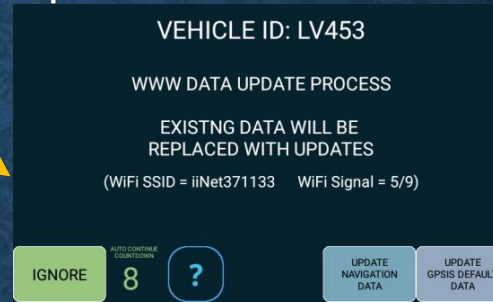 VEHICLE ID: LV453
WWW DATA UPDATE PROCESS
EXISTNG DATA WILL BE
REPLACED WITH UPDATES
(WiFi SSID = iiNet371133 WiFi Signal = 5/9)
IGNORE
AUTO CONTINUE
COUNTDOWN
8
?
UPDATE
NAVIGATION
DATA
UPDATE
GPSIS DEFAULT
DATA